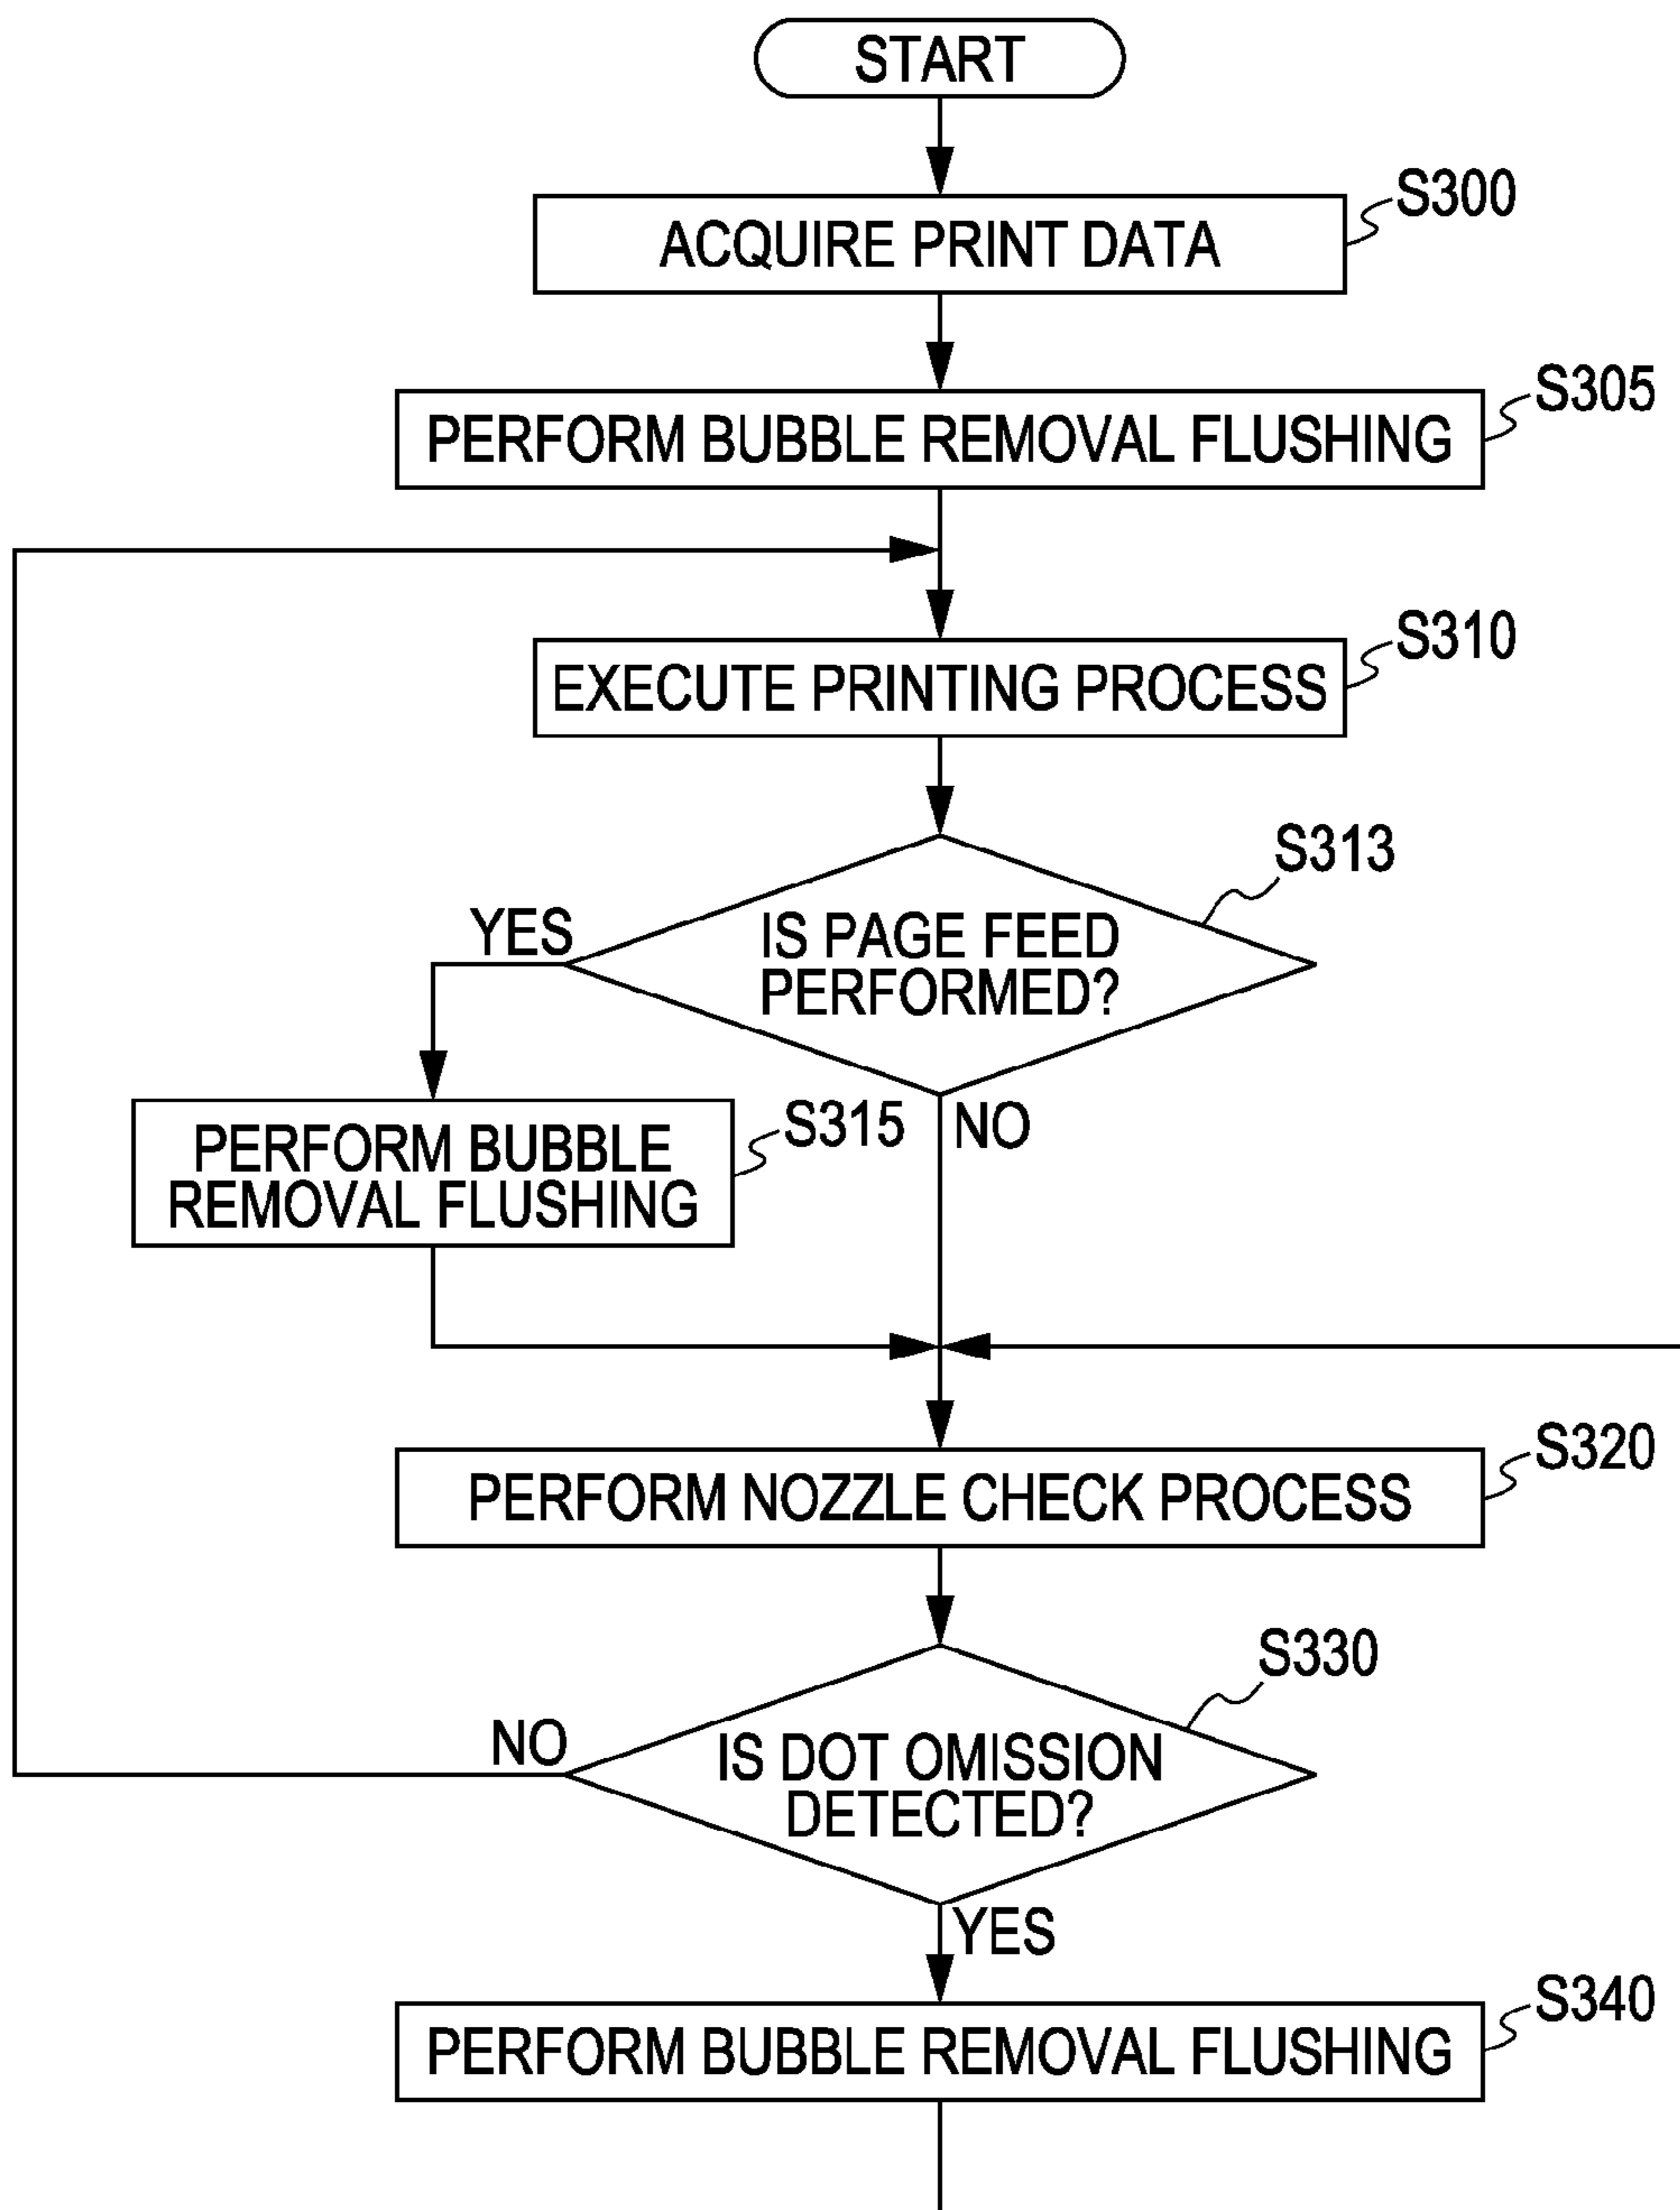 START
S300
ACQUIRE PRINT DATA
S305
PERFORM BUBBLE REMOVAL FLUSHING
S310
EXECUTE PRINTING PROCESS
S313
YES
IS PAGE FEED
PERFORMED?
NO
S315
PERFORM BUBBLE
REMOVAL FLUSHING
S320
PERFORM NOZZLE CHECK PROCESS
S330
NO
IS DOT OMISSION
DETECTED?
YES
S340
PERFORM BUBBLE REMOVAL FLUSHING